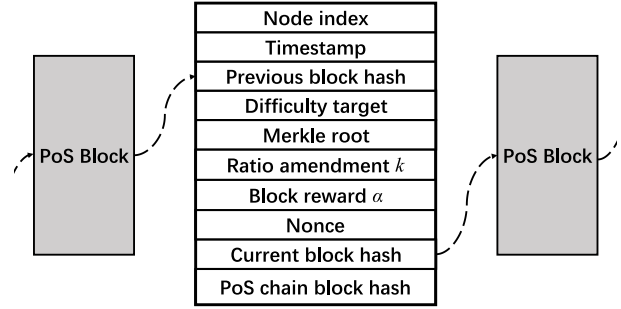 PoS Block
Node index
Timestamp
Previous block hash
Difficulty target
Merkle root
Ratio amendment k
Block reward α
Nonce
Current block hash
PoS chain block hash
PoS Block